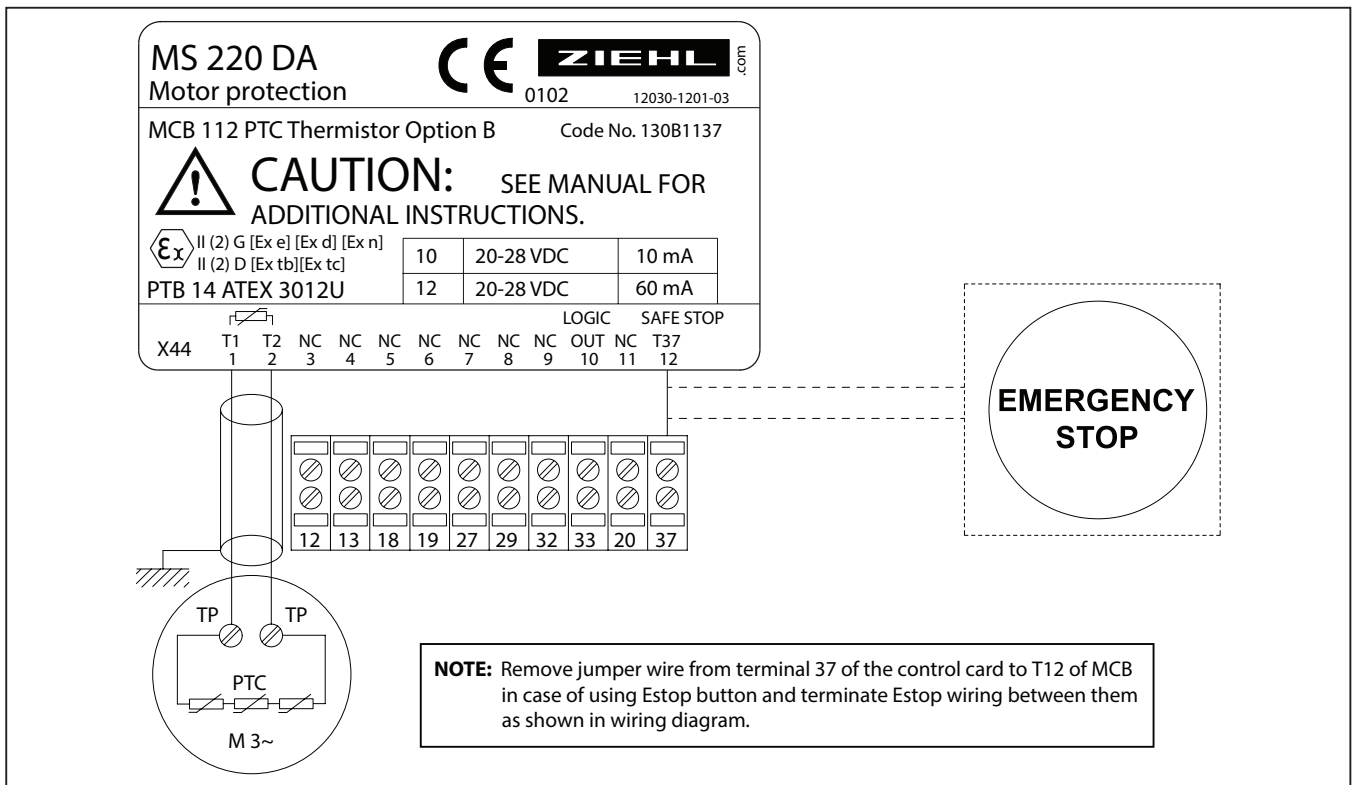 MS 220 DA
Motor protection
CE 0102
ZIEHL .com
12030-1201-03
MCB 112 PTC Thermistor Option B Code No. 130B1137
CAUTION: SEE MANUAL FOR
ADDITIONAL INSTRUCTIONS.
Ex II (2) G [Ex e] [Ex d] [Ex n]
II (2) D [Ex tb][Ex tc]
PTB 14 ATEX 3012U
10 20-28 VDC 10 mA
12 20-28 VDC 60 mA
LOGIC SAFE STOP
X44 T1 T2 NC NC NC NC NC NC NC OUT NC T37
1 2 3 4 5 6 7 8 9 10 11 12
EMERGENCY
STOP
12 13 18 19 27 29 32 33 20 37
TP TP
PTC
M 3~
NOTE: Remove jumper wire from terminal 37 of the control card to T12 of MCB
in case of using Estop button and terminate Estop wiring between them
as shown in wiring diagram.